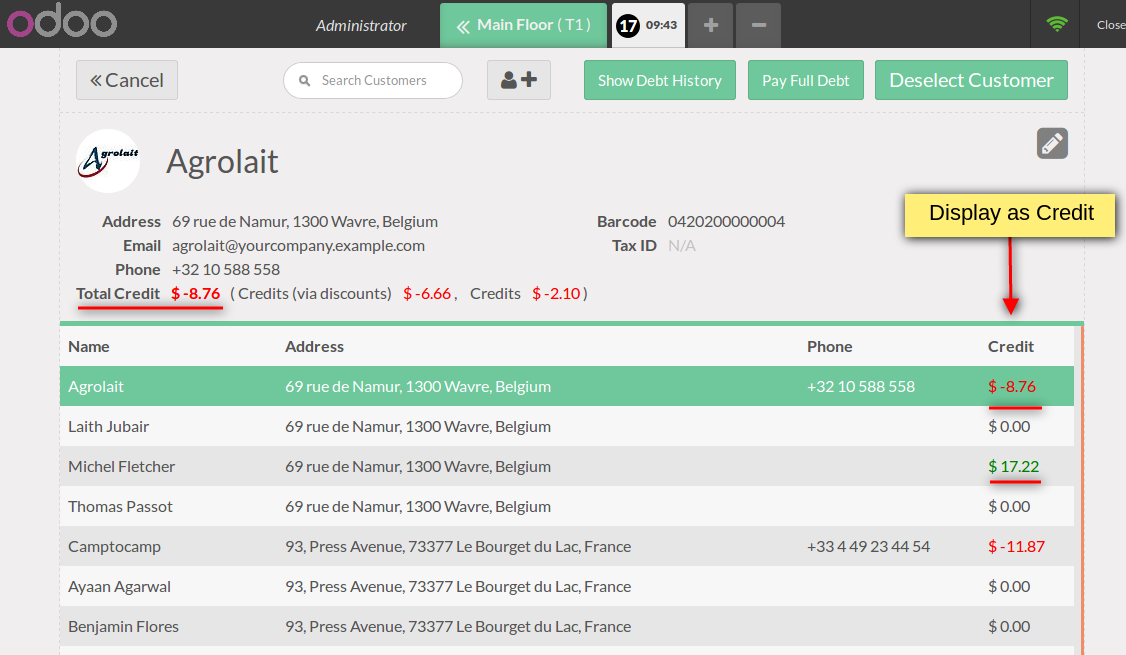 odoo Administrator Main Floor ( T1 ) 17 09:43 + − Close
Cancel Search Customers Show Debt History Pay Full Debt Deselect Customer
Agrolait Agrolait
Display as Credit
Address 69 rue de Namur, 1300 Wavre, Belgium Barcode 0420200000004
Email agrolait@yourcompany.example.com Tax ID N/A
Phone +32 10 588 558
Total Credit $ -8.76 ( Credits (via discounts) $ -6.66 , Credits $ -2.10 )
Name Address Phone Credit
Agrolait 69 rue de Namur, 1300 Wavre, Belgium +32 10 588 558 $ -8.76
Laith Jubair 69 rue de Namur, 1300 Wavre, Belgium $ 0.00
Michel Fletcher 69 rue de Namur, 1300 Wavre, Belgium $ 17.22
Thomas Passot 69 rue de Namur, 1300 Wavre, Belgium $ 0.00
Camptocamp 93, Press Avenue, 73377 Le Bourget du Lac, France +33 4 49 23 44 54 $ -11.87
Ayaan Agarwal 93, Press Avenue, 73377 Le Bourget du Lac, France $ 0.00
Benjamin Flores 93, Press Avenue, 73377 Le Bourget du Lac, France $ 0.00